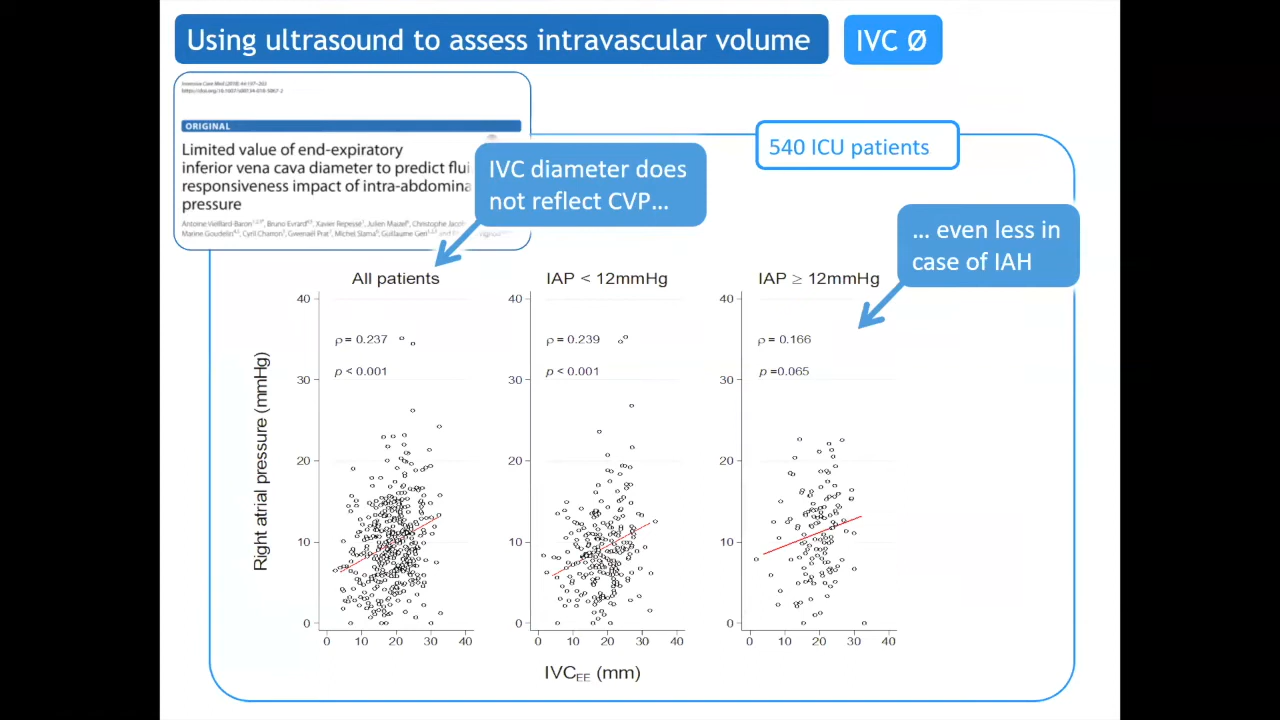 Using ultrasound to assess intravascular volume
IVC Ø
ORIGINAL
Limited value of end-expiratory
inferior vena cava diameter to predict flui
responsiveness impact of intra-abdomina
pressure
IVC diameter does
not reflect CVP...
540 ICU patients
... even less in
case of IAH
All patients
IAP < 12mmHg
IAP ≥ 12mmHg
Right atrial pressure (mmHg)
40
30
20
10
0
ρ = 0.237
p < 0.001
0 10 20 30 40
40
30
20
10
0
ρ = 0.239
p < 0.001
0 10 20 30 40
40
30
20
10
0
ρ = 0.166
p =0.065
0 10 20 30 40
IVCEE (mm)